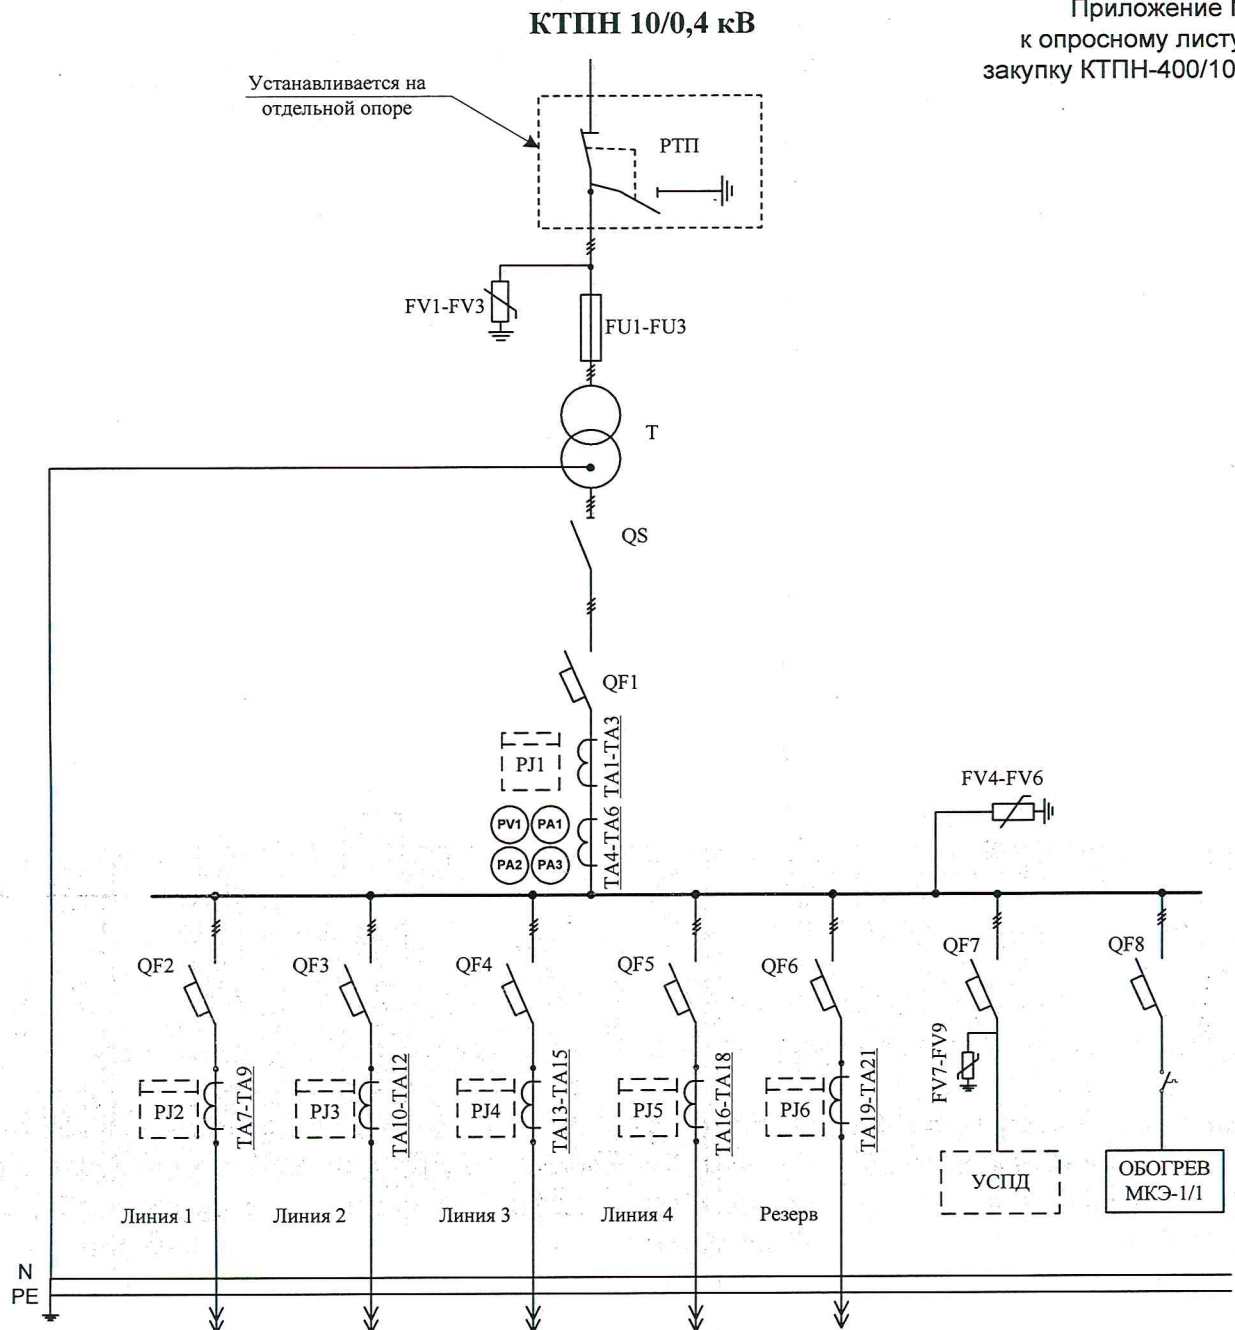 КТПН 10/0,4 кВ
Приложение
к опросному листу
закупку КТПН-400/10
Устанавливается на
отдельной опоре
РТП
FV1-FV3
FU1-FU3
T
QS
QF1
PJ1
TA1-TA3
PV1
PA1
PA2
PA3
TA4-TA6
FV4-FV6
QF2
QF3
QF4
QF5
QF6
QF7
QF8
PJ2
TA7-TA9
PJ3
TA10-TA12
PJ4
TA13-TA15
PJ5
TA16-TA18
PJ6
TA19-TA21
FV7-FV9
УСПД
ОБОГРЕВ
МКЭ-1/1
Линия 1
Линия 2
Линия 3
Линия 4
Резерв
N
PE